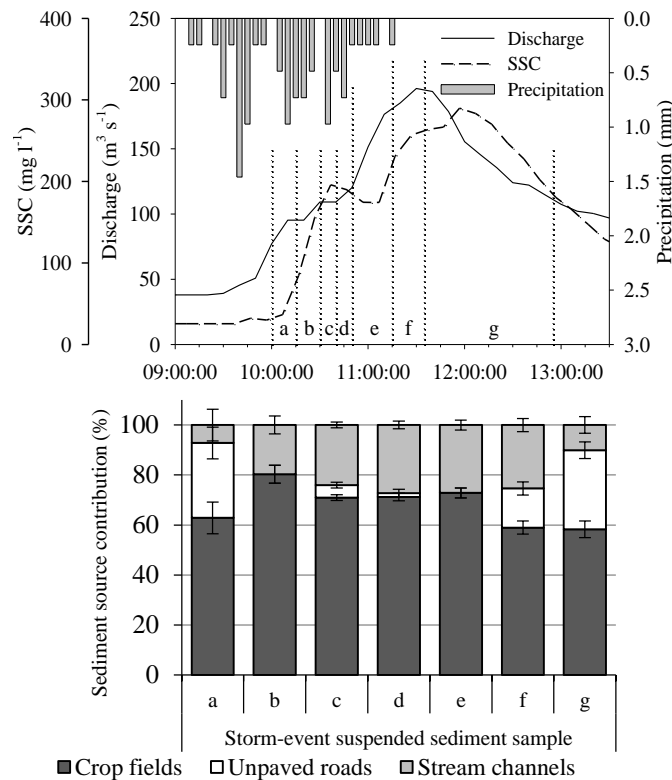 400 250 0.0
Discharge
SSC
Precipitation
200 0.5
300
150 1.0
200 1.5
100 2.0
100
50 2.5
0 0 3.0
SSC (mg l⁻¹)
Discharge (m³ s⁻¹)
Precipitation (mm)
a b c d e f g
09:00:00 10:00:00 11:00:00 12:00:00 13:00:00
Sediment source contribution (%)
100
80
60
40
20
0
a b c d e f g
Storm-event suspended sediment sample
Crop fields Unpaved roads Stream channels